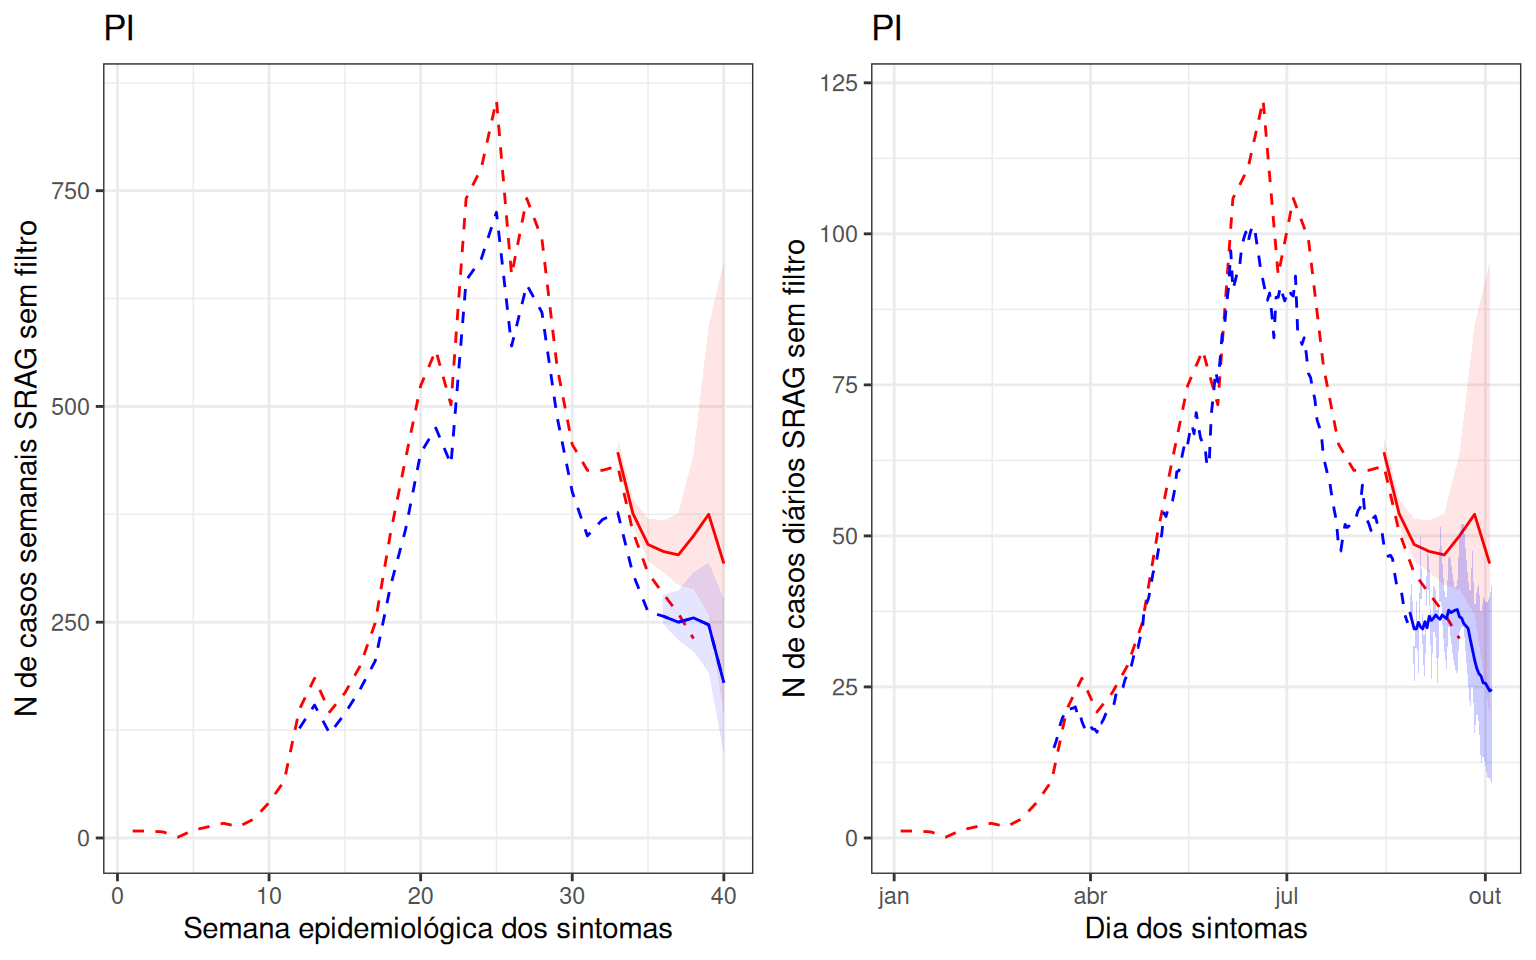 PI
N de casos semanais SRAG sem filtro
750
500
250
0
0 10 20 30 40
Semana epidemiológica dos sintomas
PI
N de casos diários SRAG sem filtro
125
100
75
50
25
0
jan abr jul out
Dia dos sintomas